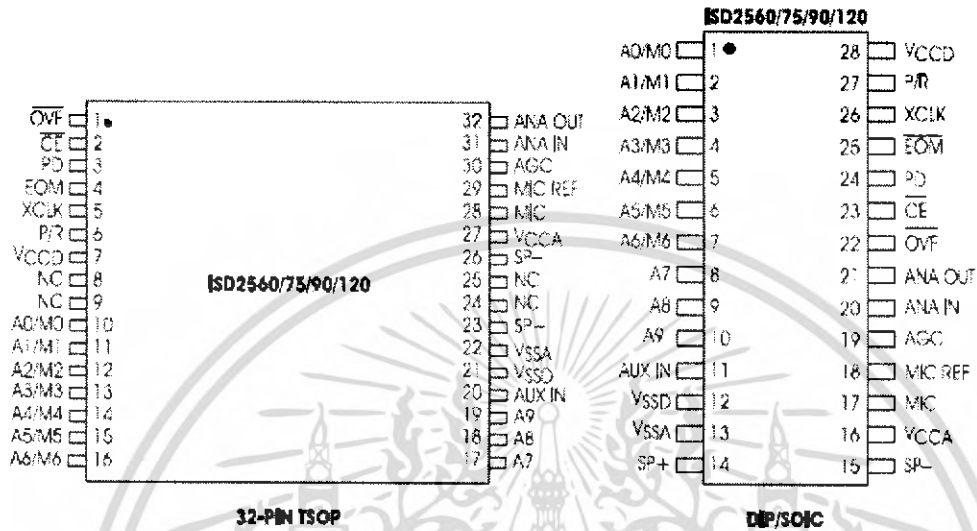 ISD2560/75/90/120
OVF 1 32 ANA OUT
CE 2 31 ANA IN
PD 3 30 AGC
EOM 4 29 MIC REF
XCLK 5 28 MIC
P/R 6 27 VCCA
VCCD 7 26 SP-
NC 8 25 NC
NC 9 24 NC
A0/M0 10 23 SP-
A1/M1 11 22 VSSA
A2/M2 12 21 VSSD
A3/M3 13 20 AUX IN
A4/M4 14 19 A9
A5/M5 15 18 A8
A6/M6 16 17 A7
ISD2560/75/90/120
32-PIN TSOP
A0/M0 1 28 VCCD
A1/M1 2 27 P/R
A2/M2 3 26 XCLK
A3/M3 4 25 EOM
A4/M4 5 24 PD
A5/M5 6 23 CE
A6/M6 7 22 OVF
A7 8 21 ANA OUT
A8 9 20 ANA IN
A9 10 19 AGC
AUX IN 11 18 MIC REF
VSSD 12 17 MIC
VSSA 13 16 VCCA
SP+ 14 15 SP-
DIP/SOIC